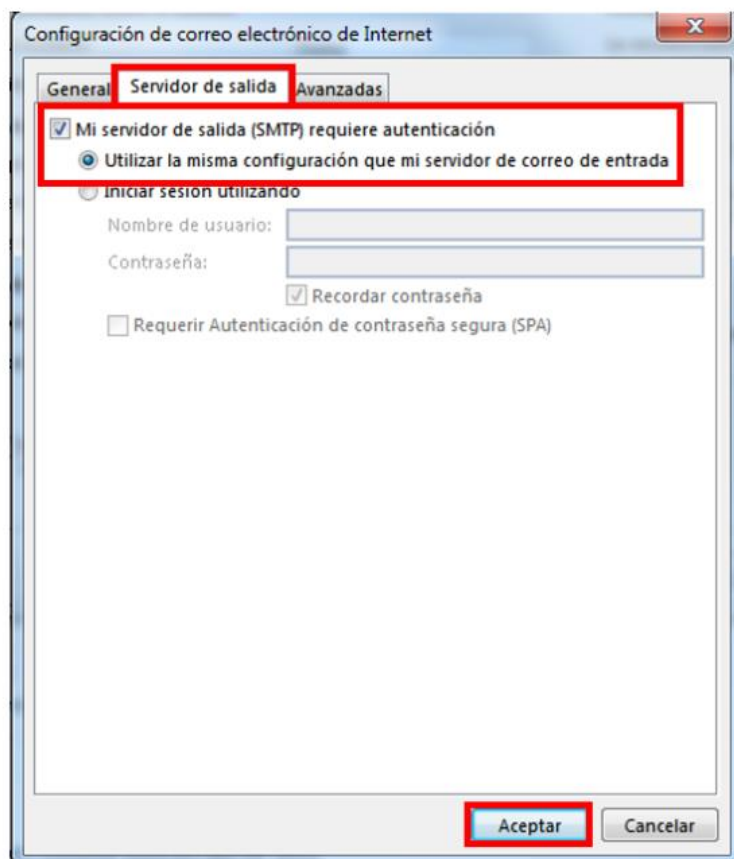 Configuración de correo electrónico de Internet
General Servidor de salida Avanzadas
Mi servidor de salida (SMTP) requiere autenticación
Utilizar la misma configuración que mi servidor de correo de entrada
Iniciar sesión utilizando
Nombre de usuario:
Contraseña:
Recordar contraseña
Requerir Autenticación de contraseña segura (SPA)
Aceptar Cancelar